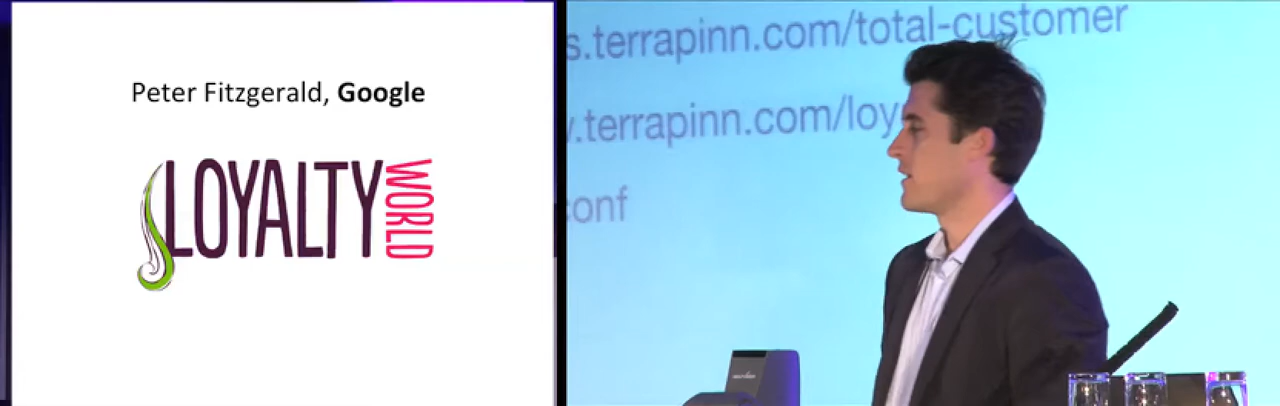 Peter Fitzgerald, Google
LOYALTY
WORLD
s.terrapinn.com/total-customer
.terrapinn.com/loy
conf